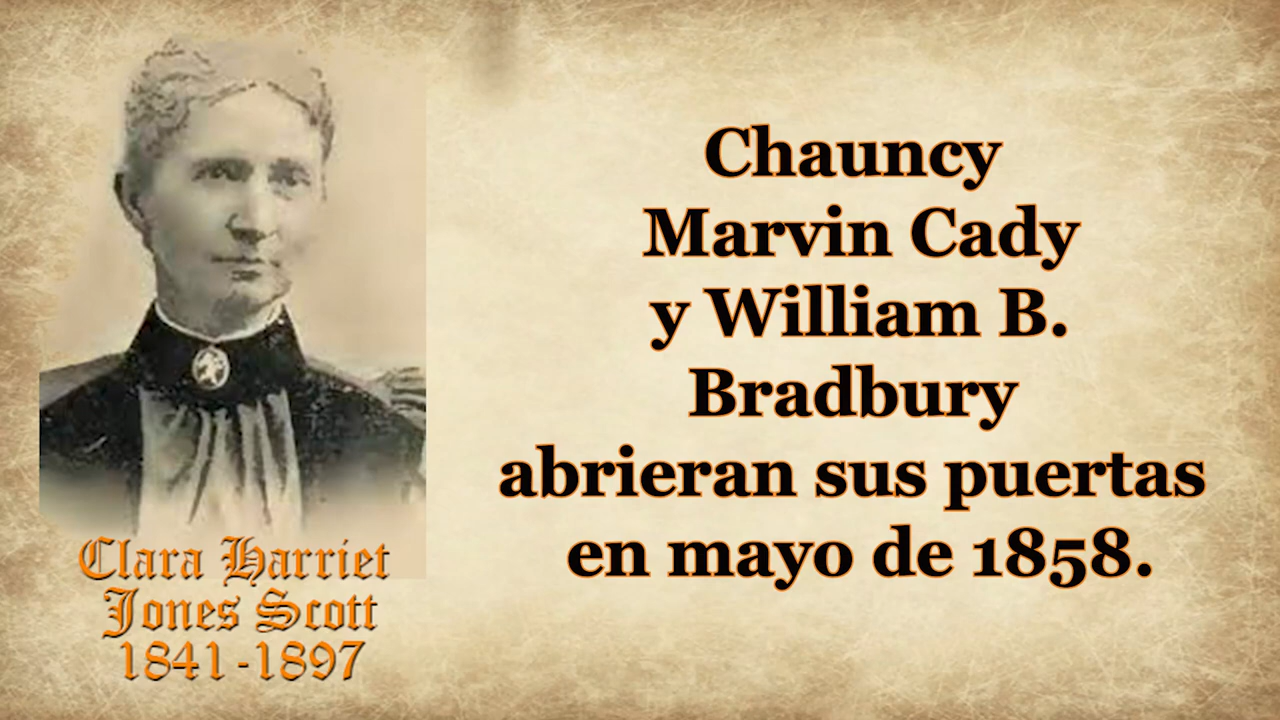 Chauncy
Marvin Cady
y William B.
Bradbury
abrieran sus puertas
en mayo de 1858.
Clara Harriet
Jones Scott
1841-1897